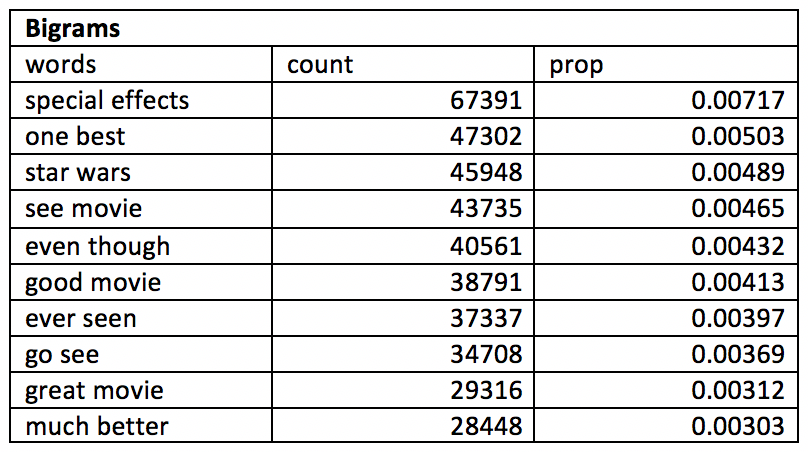 Bigrams
words count prop
special effects 67391 0.00717
one best 47302 0.00503
star wars 45948 0.00489
see movie 43735 0.00465
even though 40561 0.00432
good movie 38791 0.00413
ever seen 37337 0.00397
go see 34708 0.00369
great movie 29316 0.00312
much better 28448 0.00303